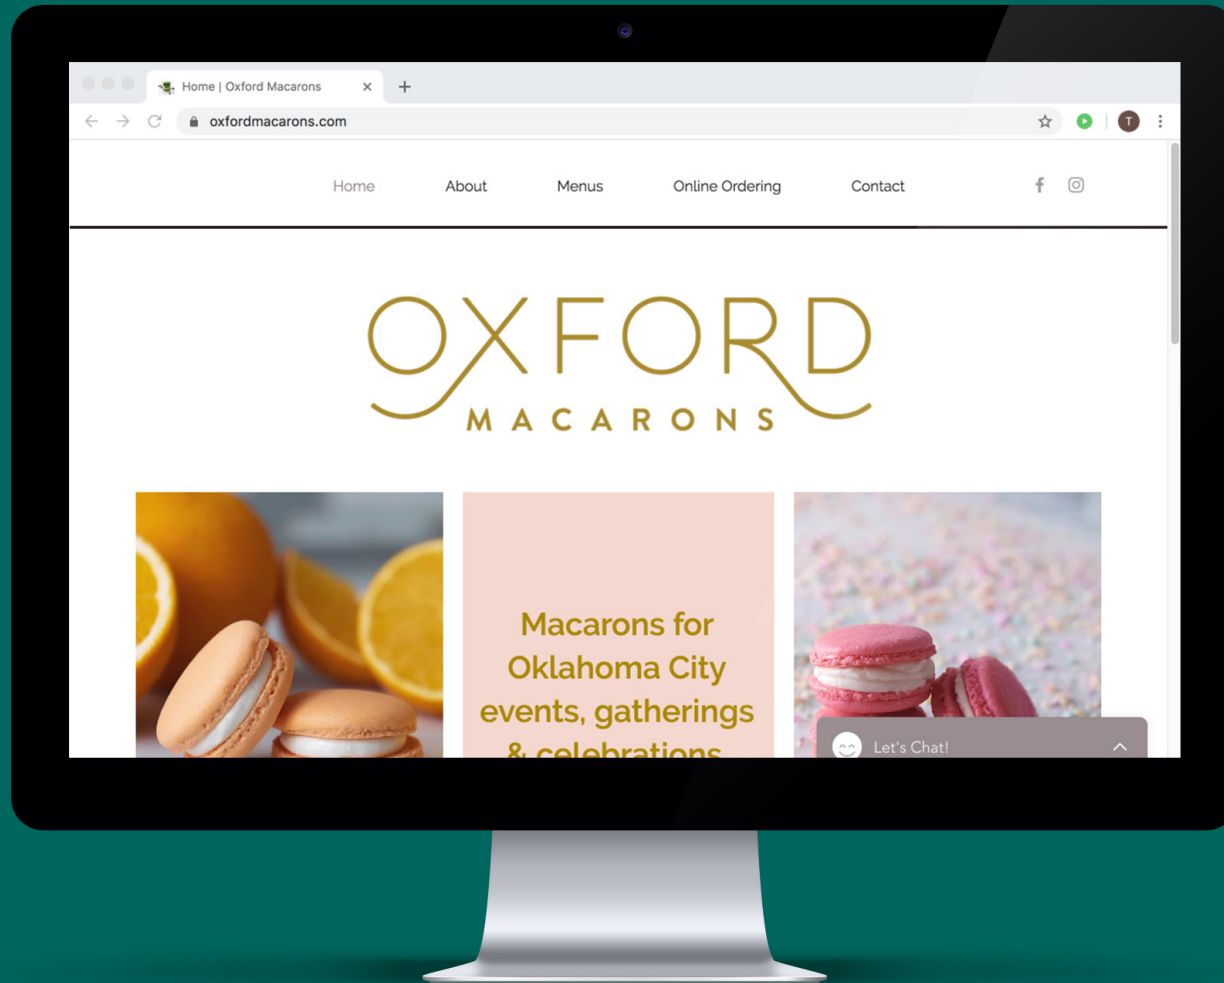 Home | Oxford Macarons
oxfordmacarons.com
T
Home About Menus Online Ordering Contact
OXFORD
MACARONS
Macarons for
Oklahoma City
events, gatherings
& celebrations
Let's Chat!